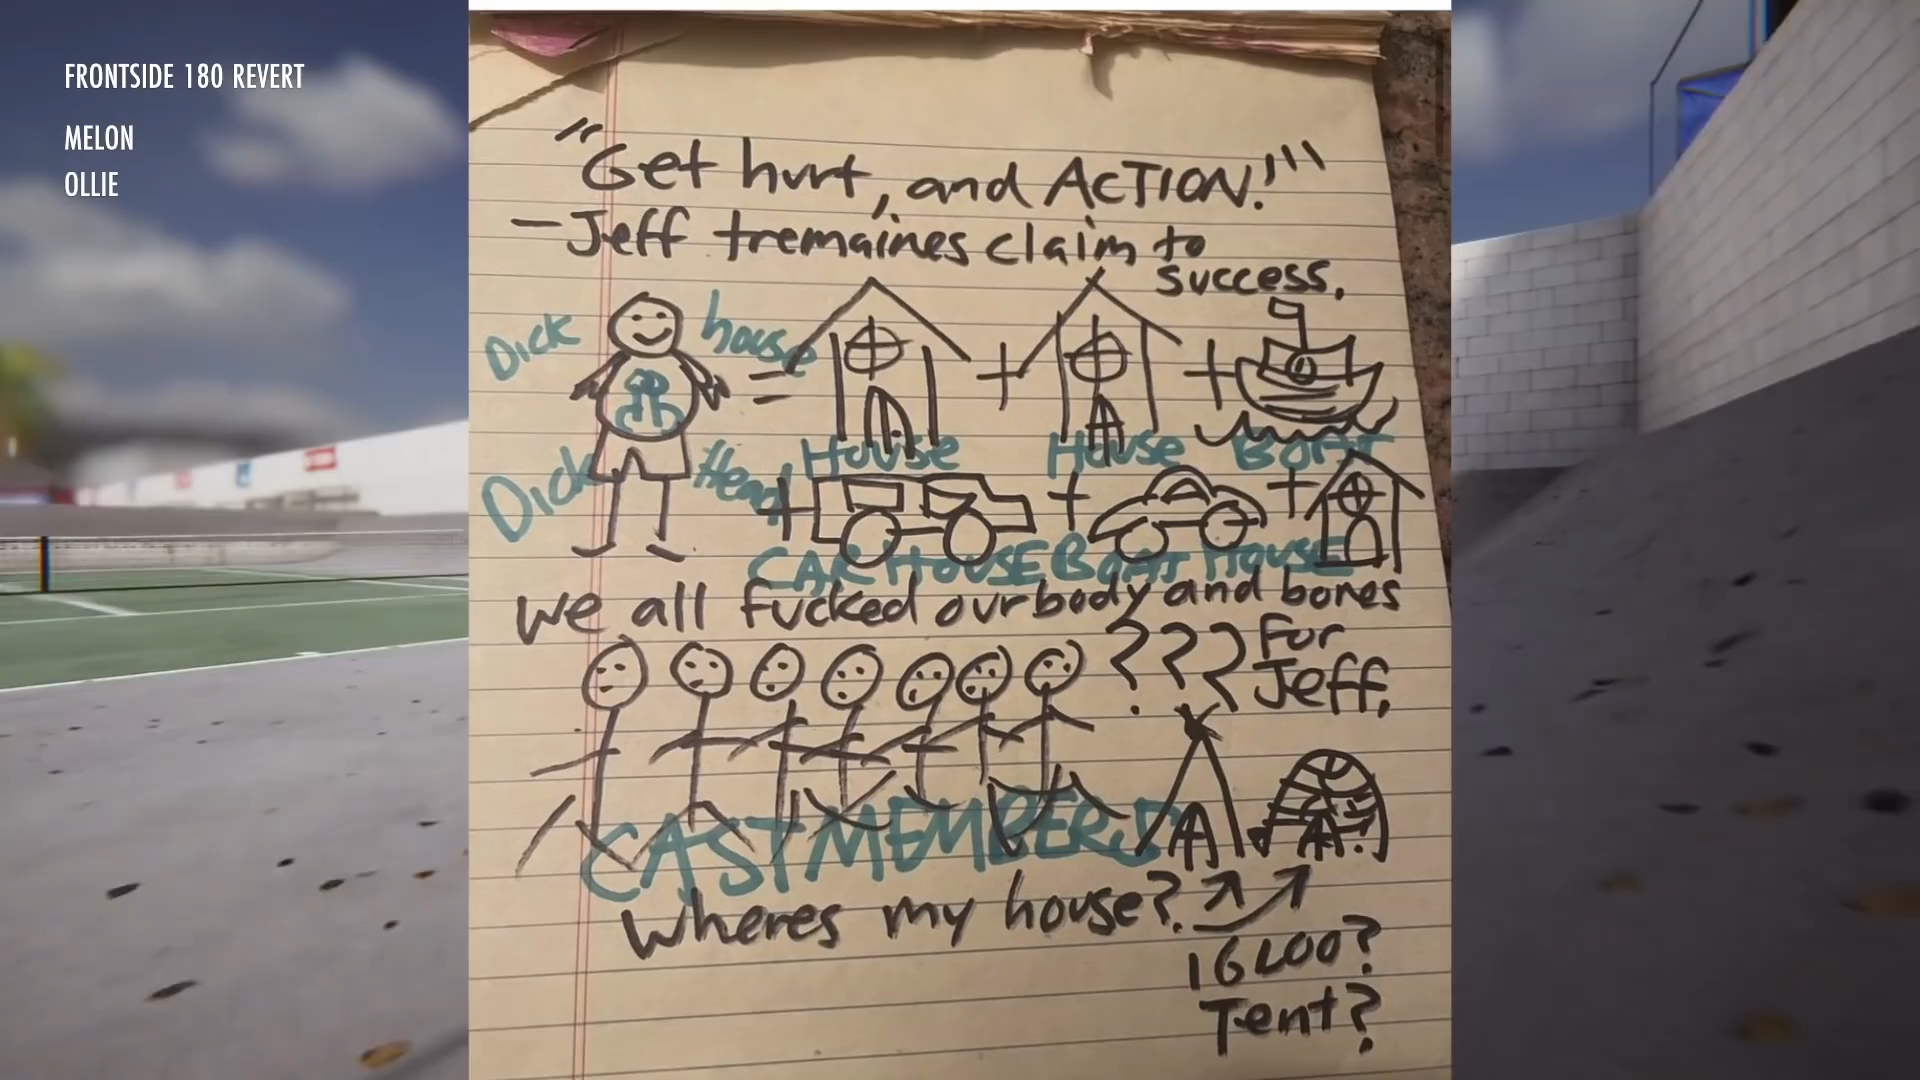 FRONTSIDE 180 REVERT
MELON
OLLIE
"Get hurt, and ACTION!"
- Jeff tremaines claim to
success.
Dick house
Dick Head
House House BOAT
CAR HOUSE BOAT HOUSE
We all fucked our body and bones
??? For
Jeff.
CAST MEMBERS
Wheres my house?
IGLOO?
Tent?